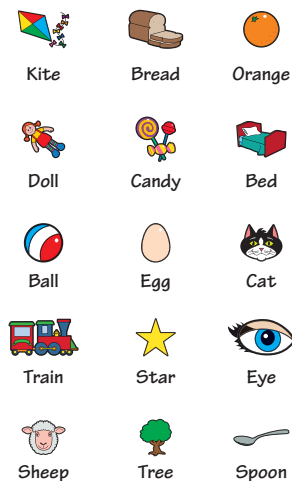 Kite Bread Orange
Doll Candy Bed
Ball Egg Cat
Train Star Eye
Sheep Tree Spoon